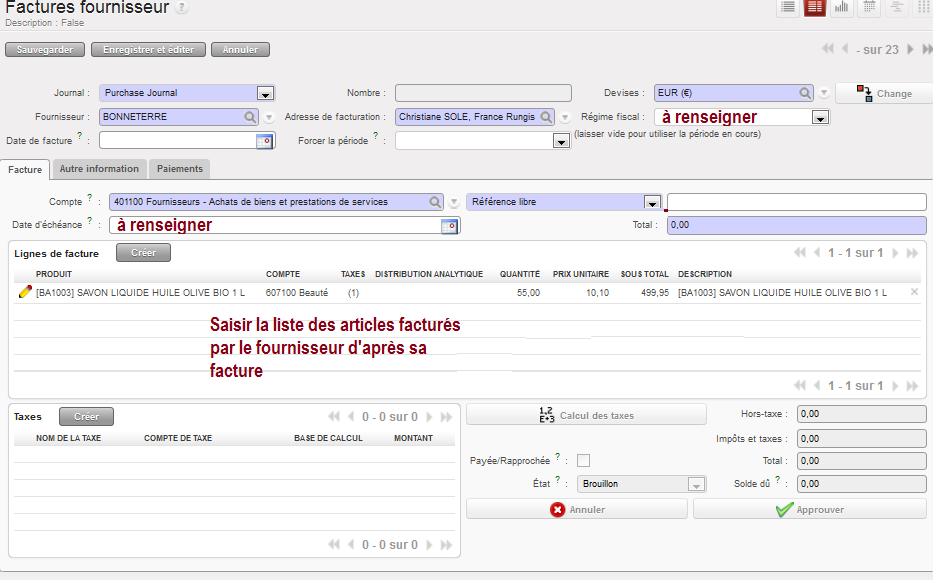 Factures fournisseur ?
Description : False
Sauvegarder Enregistrer et éditer Annuler
- sur 23
Journal : Purchase Journal Nombre : Devises : EUR (€) Change
Fournisseur : BONNETERRE Adresse de facturation : Christiane SOLE, France Rungis Régime fiscal : à renseigner
Date de facture ? : Forcer la période ? : (laisser vide pour utiliser la période en cours)
Facture Autre information Paiements
Compte ? : 401100 Fournisseurs - Achats de biens et prestations de services Référence libre
Date d'échéance ? : à renseigner Total : 0,00
Lignes de facture Créer 1 - 1 sur 1
PRODUIT COMPTE TAXES DISTRIBUTION ANALYTIQUE QUANTITÉ PRIX UNITAIRE SOUS TOTAL DESCRIPTION
[BA1003] SAVON LIQUIDE HUILE OLIVE BIO 1 L 607100 Beauté (1) 55,00 10,10 499,95 [BA1003] SAVON LIQUIDE HUILE OLIVE BIO 1 L
Saisir la liste des articles facturés
par le fournisseur d'après sa
facture
1 - 1 sur 1
Taxes Créer 0 - 0 sur 0
NOM DE LA TAXE COMPTE DE TAXE BASE DE CALCUL MONTANT
0 - 0 sur 0
1,2 E+3 Calcul des taxes Hors-taxe : 0,00
Impôts et taxes : 0,00
Payée/Rapprochée ? : Total : 0,00
État ? : Brouillon Solde dû ? : 0,00
Annuler Approuver